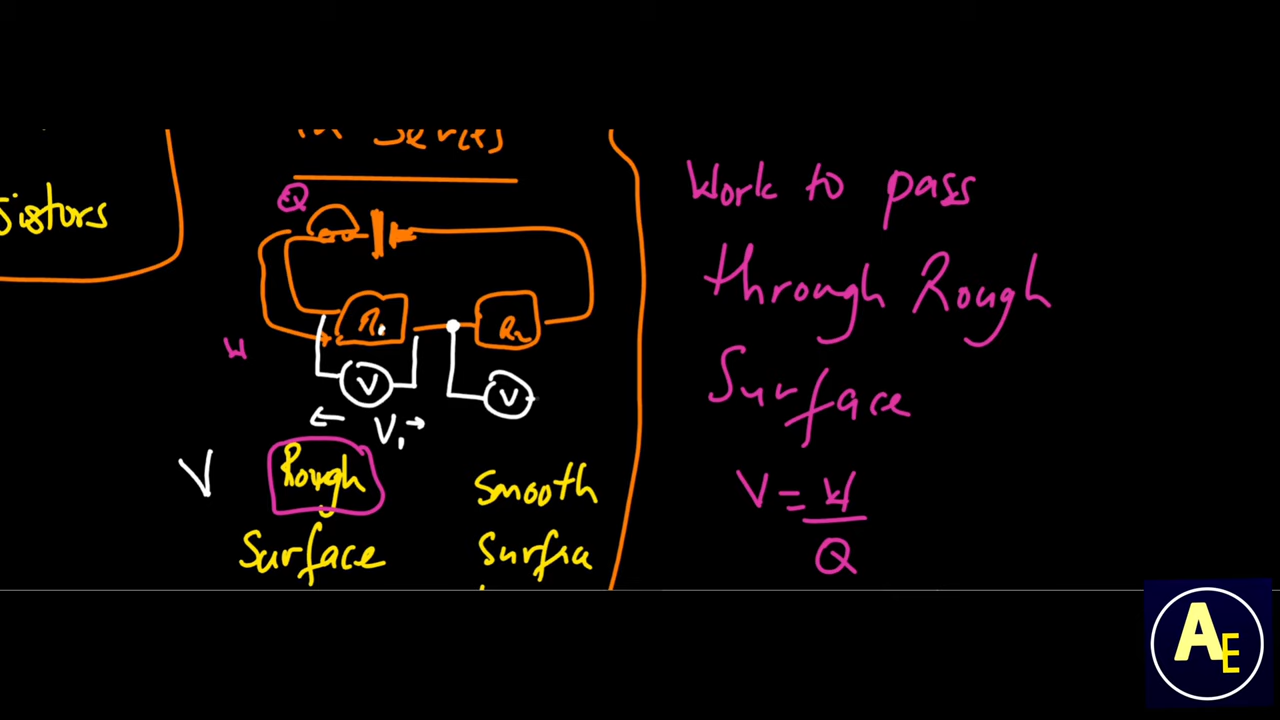 sistors
in series
Q
R1
R2
W
V
V
V1
V
Rough
Surface
Smooth
Surfa
Work to pass
through Rough
Surface
V = W
Q
AE